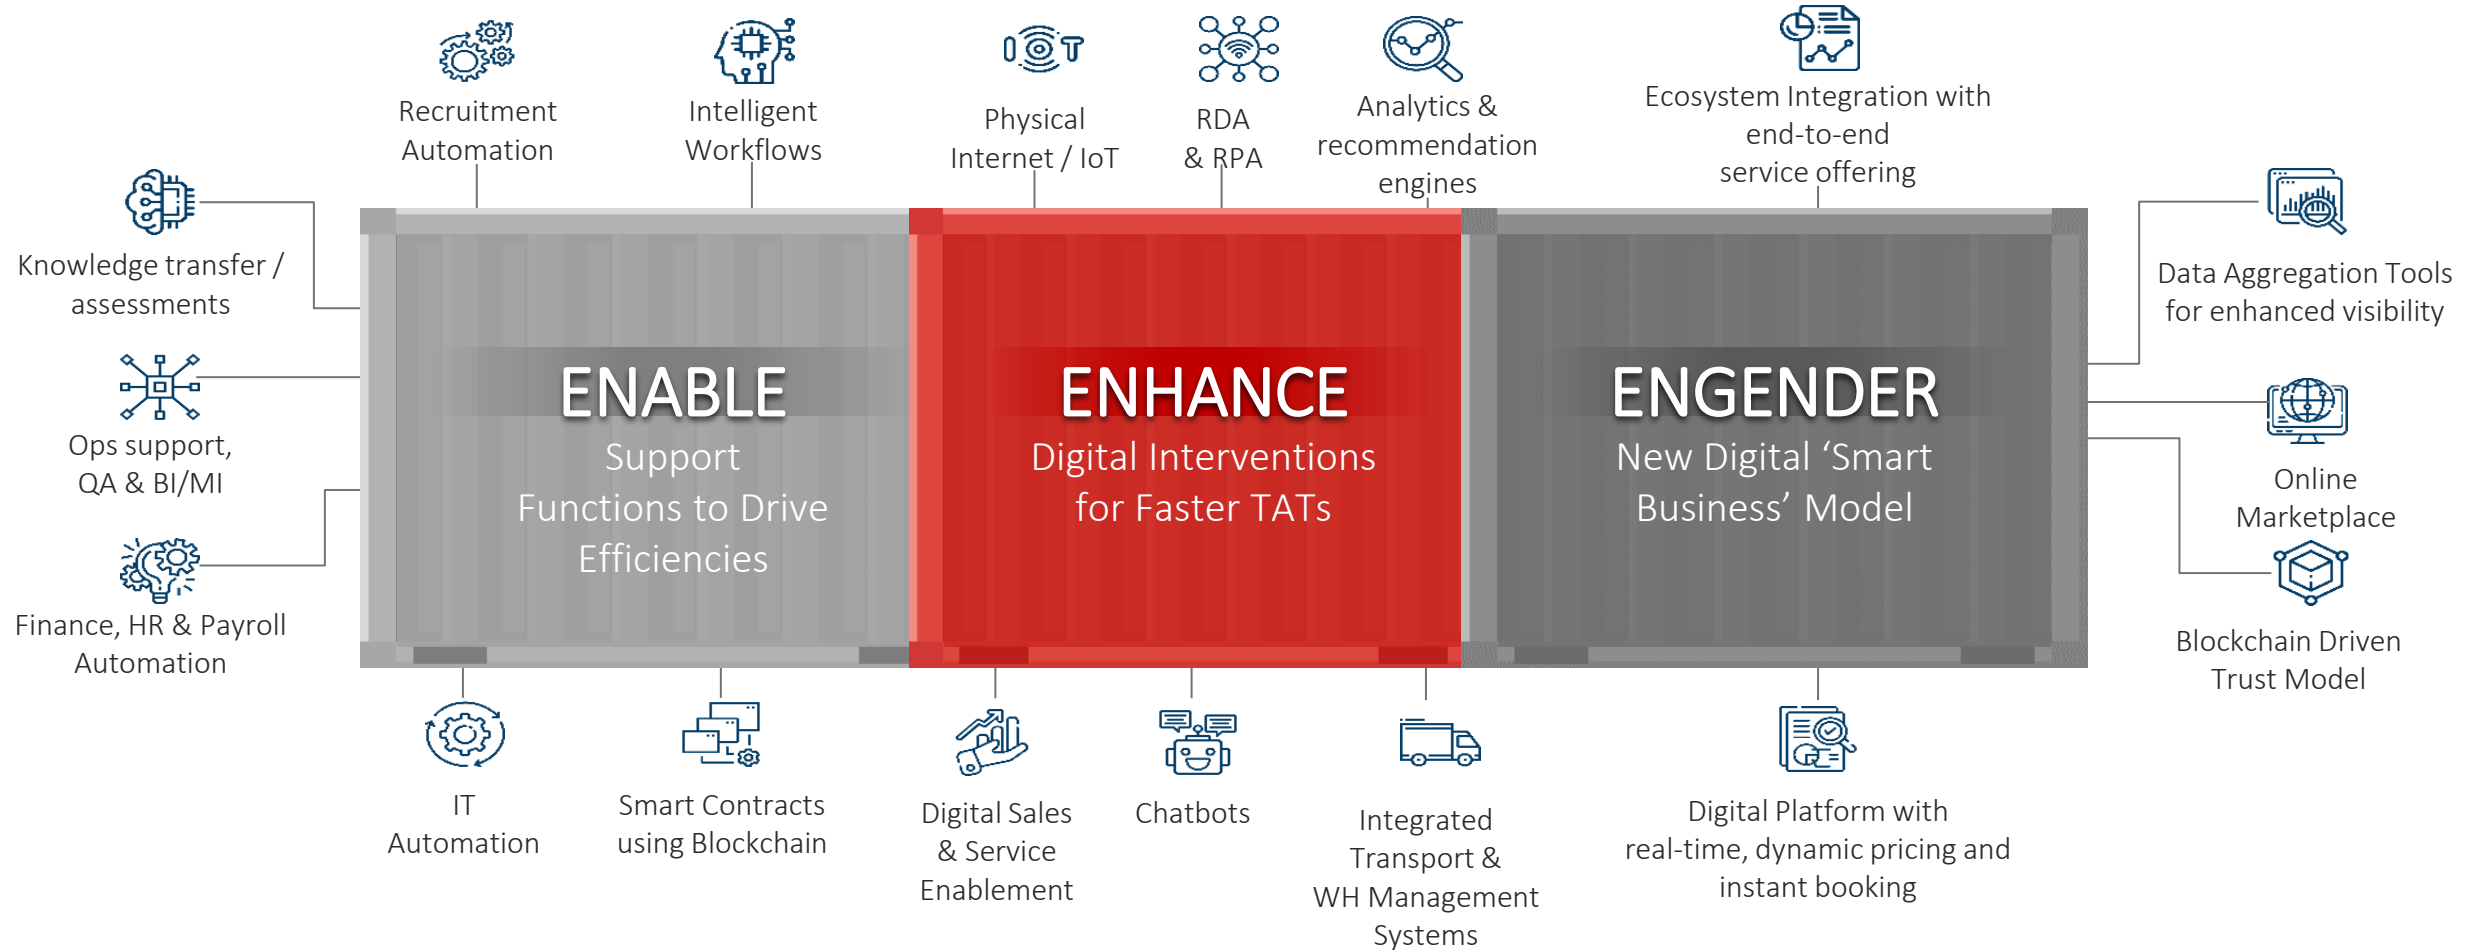 Recruitment
Automation
Intelligent
Workflows
IOT
Physical
Internet / IoT
RDA
& RPA
Analytics &
recommendation
engines
Ecosystem Integration with
end-to-end
service offering
Knowledge transfer /
assessments
Ops support,
QA & BI/MI
Finance, HR & Payroll
Automation
ENABLE
Support
Functions to Drive
Efficiencies
ENHANCE
Digital Interventions
for Faster TATs
ENGENDER
New Digital ‘Smart
Business’ Model
Data Aggregation Tools
for enhanced visibility
Online
Marketplace
Blockchain Driven
Trust Model
IT
Automation
Smart Contracts
using Blockchain
Digital Sales
& Service
Enablement
Chatbots
Integrated
Transport &
WH Management
Systems
Digital Platform with
real-time, dynamic pricing and
instant booking